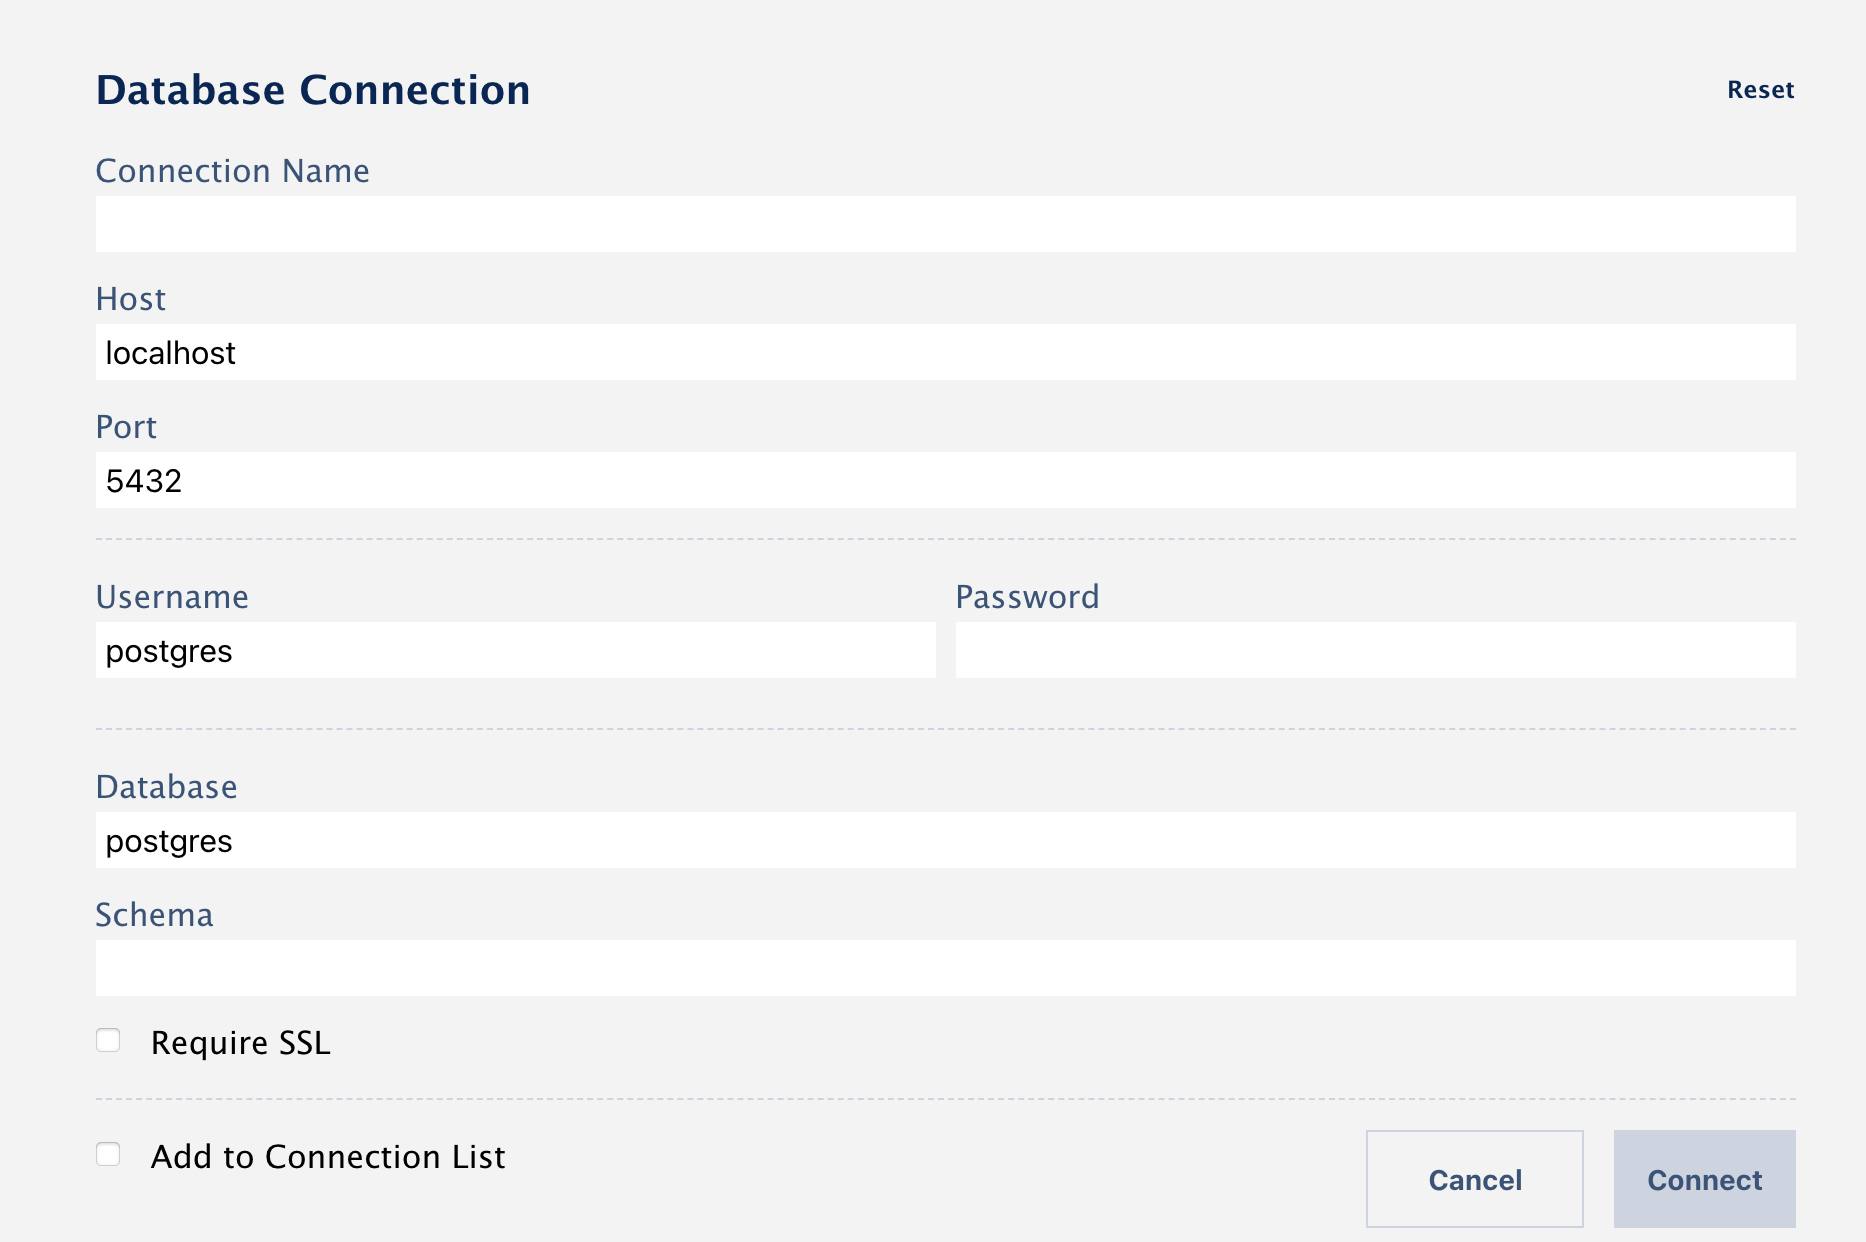 Database Connection
Reset
Connection Name
Host
localhost
Port
5432
Username
Password
postgres
Database
postgres
Schema
Require SSL
Add to Connection List
Cancel
Connect